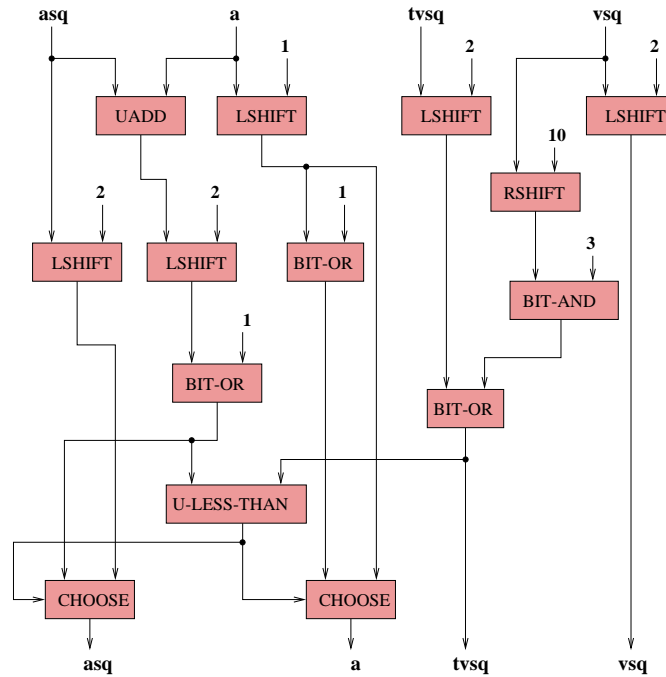 asq a tvsq vsq
1 2 2
UADD LSHIFT LSHIFT LSHIFT
10
RSHIFT
2 2 1
3
LSHIFT LSHIFT BIT-OR
BIT-AND
1
BIT-OR
BIT-OR
U-LESS-THAN
CHOOSE CHOOSE
asq a tvsq vsq